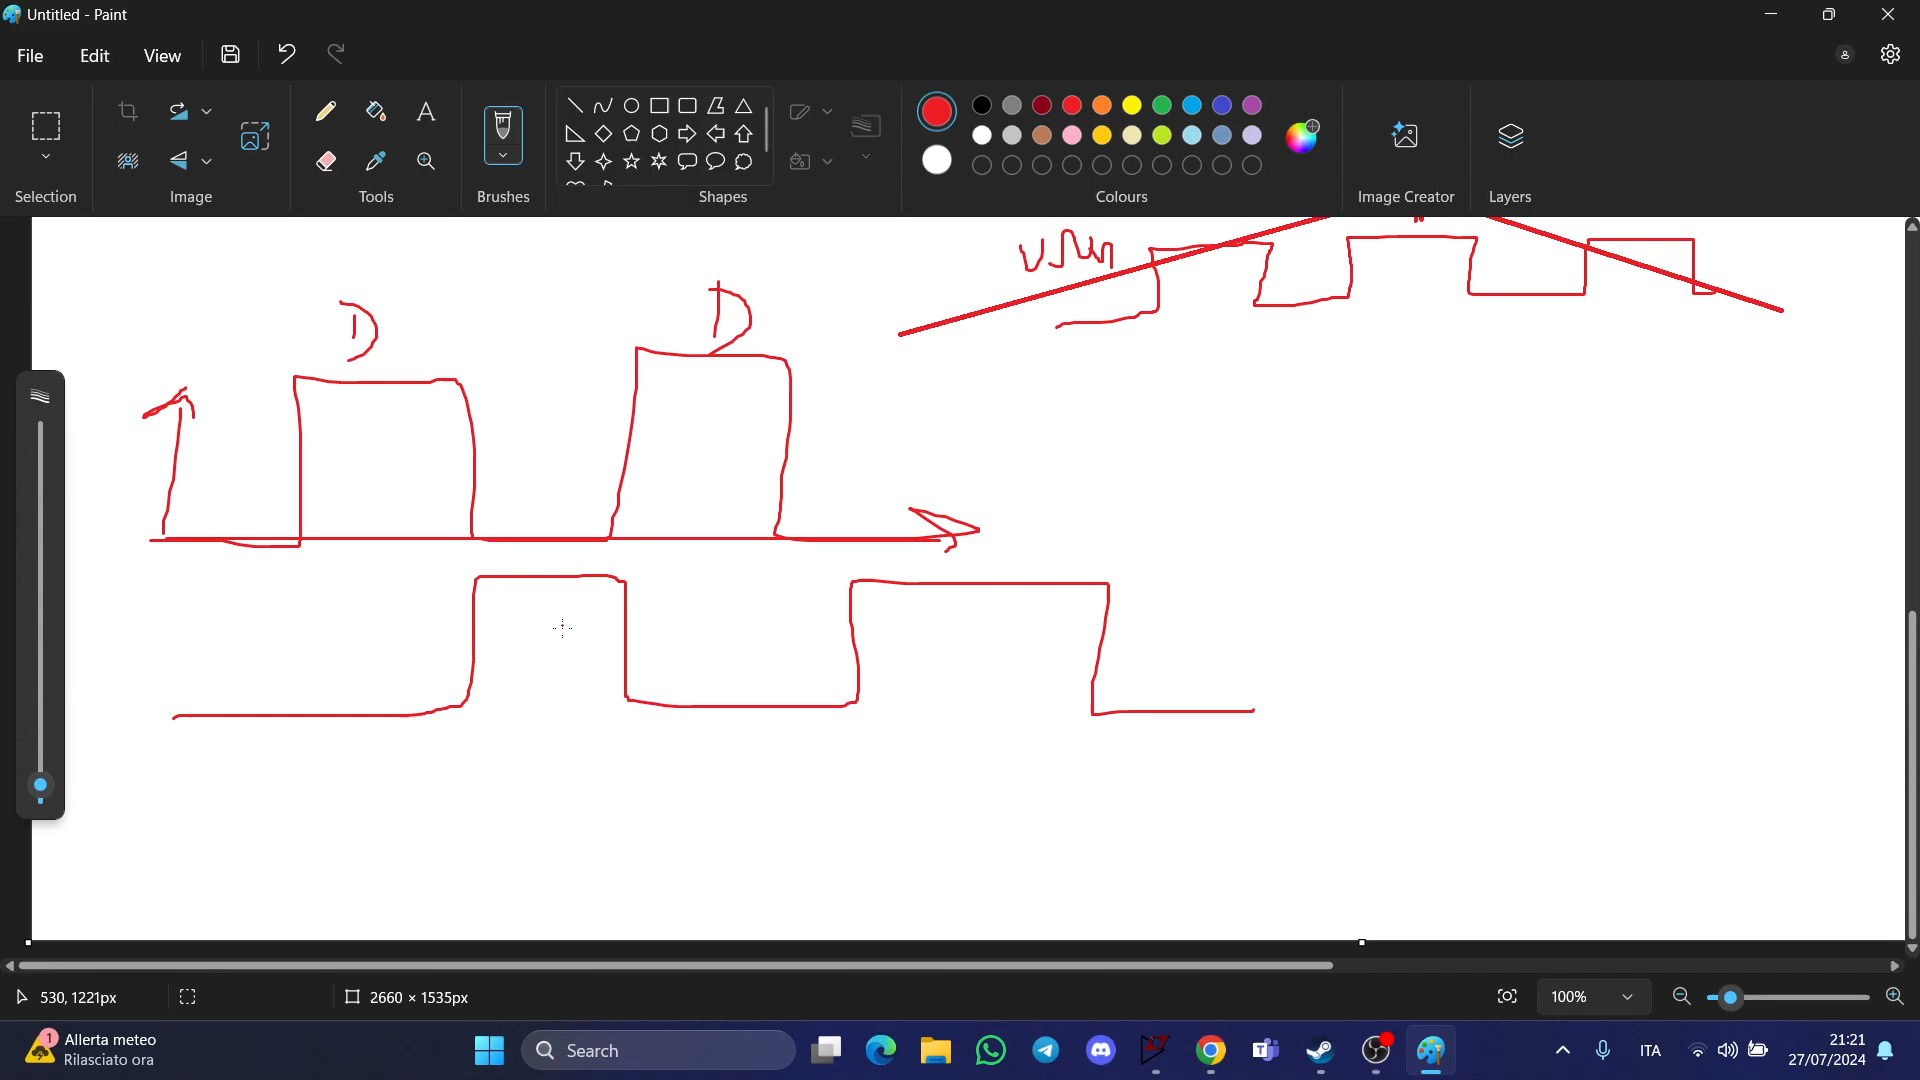 Untitled - Paint
File Edit View
Selection Image Tools Brushes Shapes Colours Image Creator Layers
D D
530, 1221px 2660 × 1535px 100%
1 Allerta meteo
Rilasciato ora
Search
ITA
21:21
27/07/2024